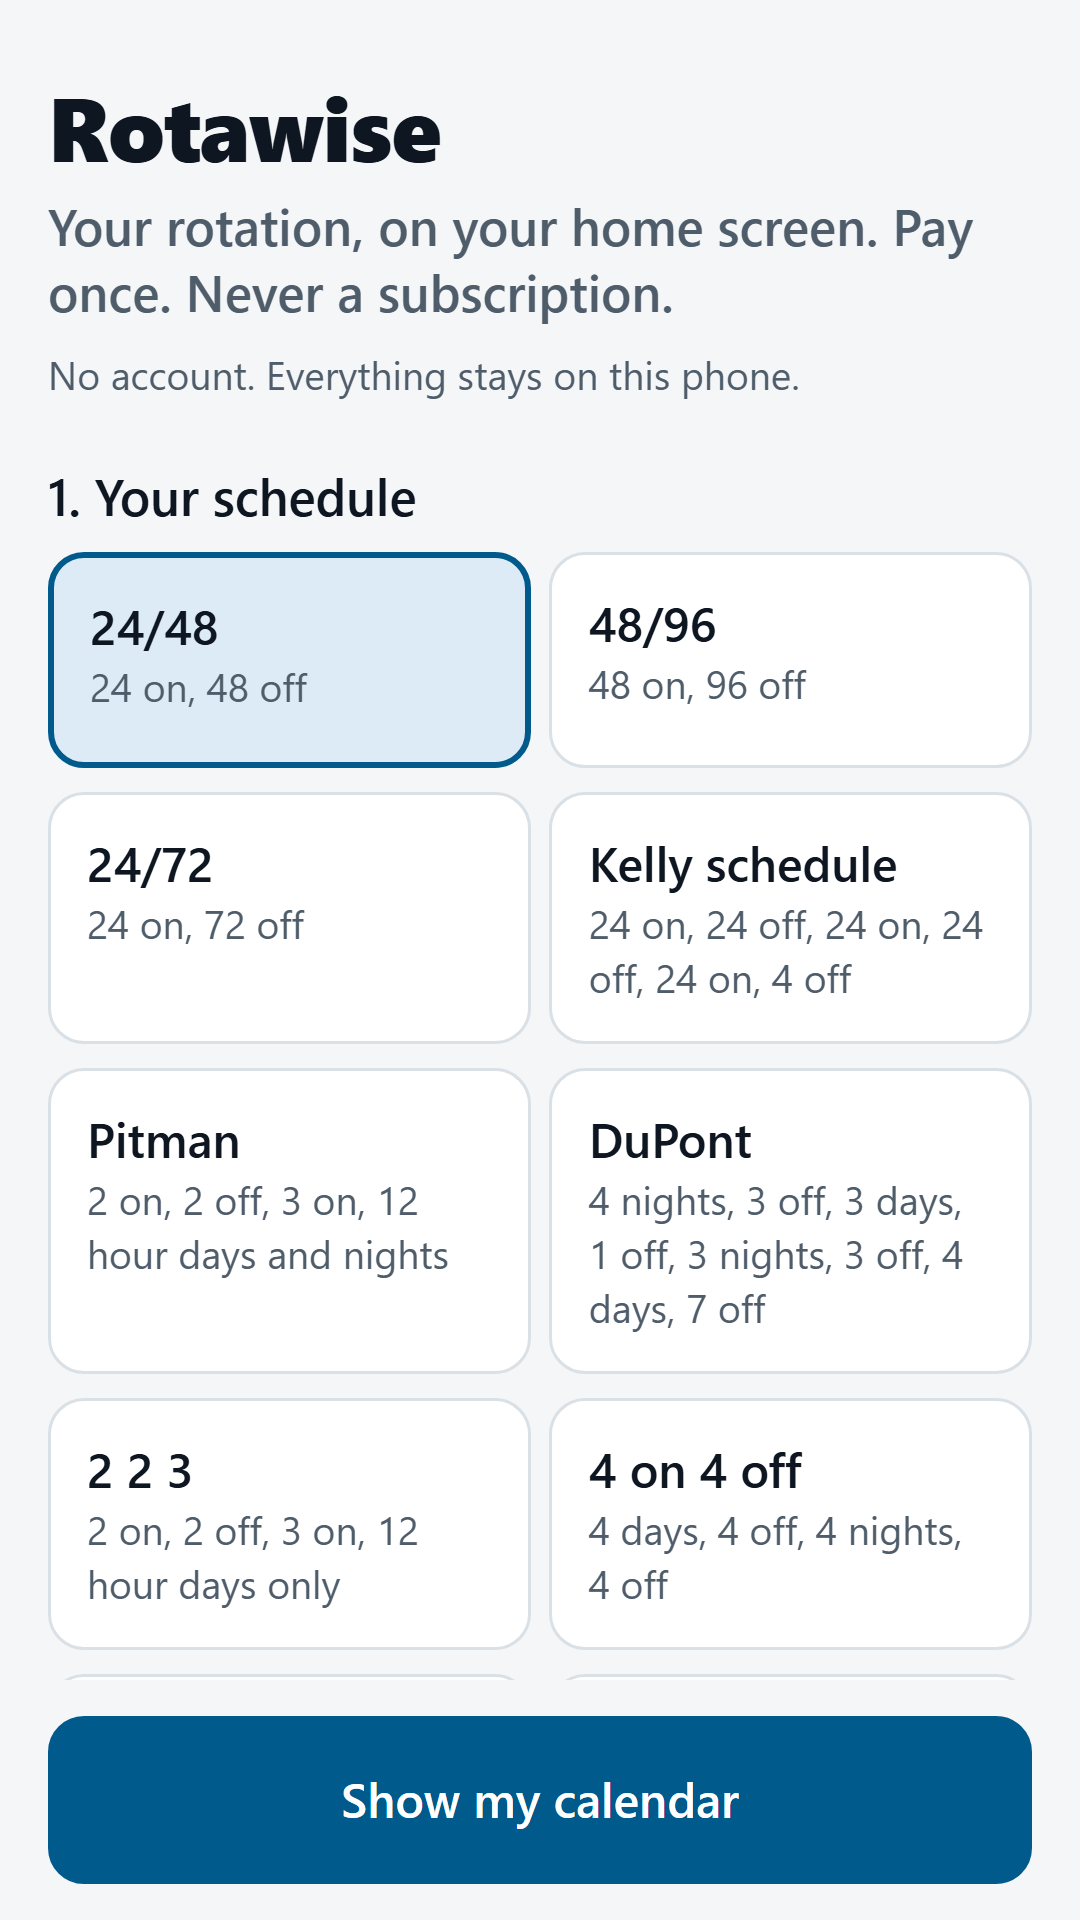 Rotawise
Your rotation, on your home screen. Pay
once. Never a subscription.
No account. Everything stays on this phone.
1. Your schedule
24/48
24 on, 48 off
48/96
48 on, 96 off
24/72
24 on, 72 off
Kelly schedule
24 on, 24 off, 24 on, 24
off, 24 on, 4 off
Pitman
2 on, 2 off, 3 on, 12
hour days and nights
DuPont
4 nights, 3 off, 3 days,
1 off, 3 nights, 3 off, 4
days, 7 off
2 2 3
2 on, 2 off, 3 on, 12
hour days only
4 on 4 off
4 days, 4 off, 4 nights,
4 off
Show my calendar